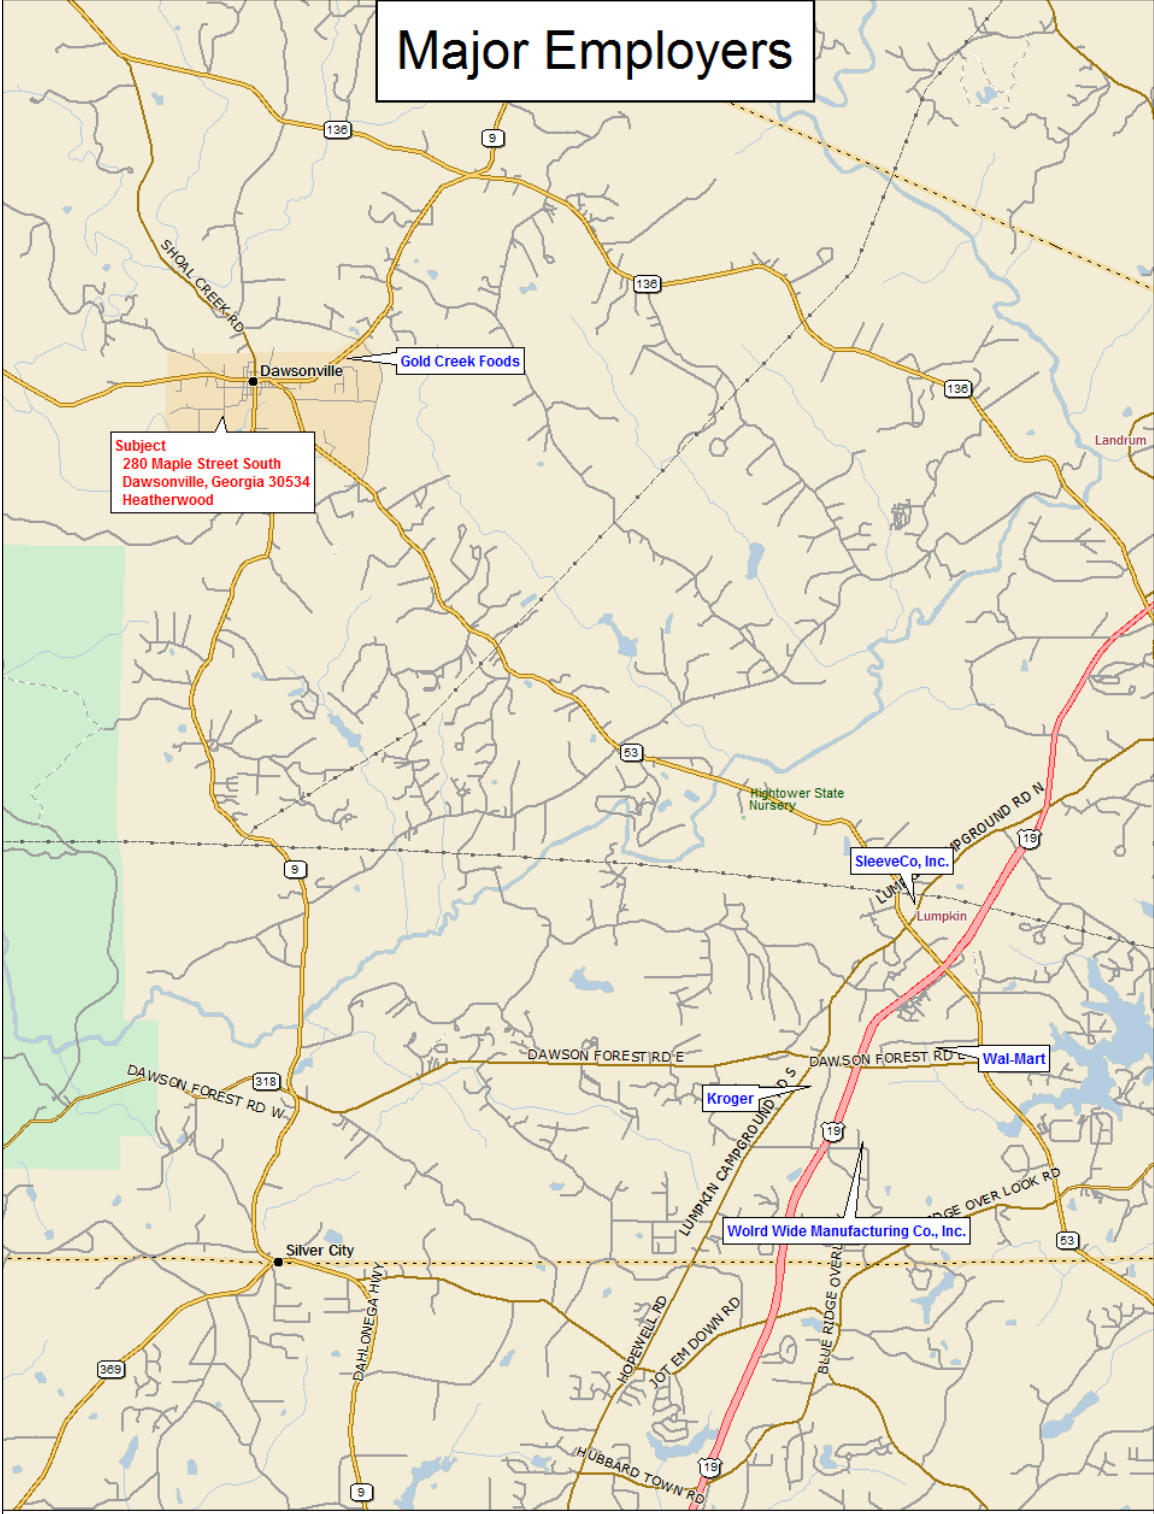 Major Employers
136
9
SHOAL CREEK RD
136
Gold Creek Foods
Dawsonville
136
Landrum
Subject
280 Maple Street South
Dawsonville, Georgia 30534
Heatherwood
53
Hightower State
Nursery
19
SleeveCo, Inc.
9
Lumpkin
DAWSON FOREST RD E
DAWSON FOREST RD E
Wal-Mart
318
DAWSON FOREST RD W
Kroger
19
LUMPKIN CAMPGROUND RD S
Wolrd Wide Manufacturing Co., Inc.
53
Silver City
DAHLONEGA HWY
HOPEWELL RD
JOT EM DOWN RD
369
HUBBARD TOWN RD
19
9